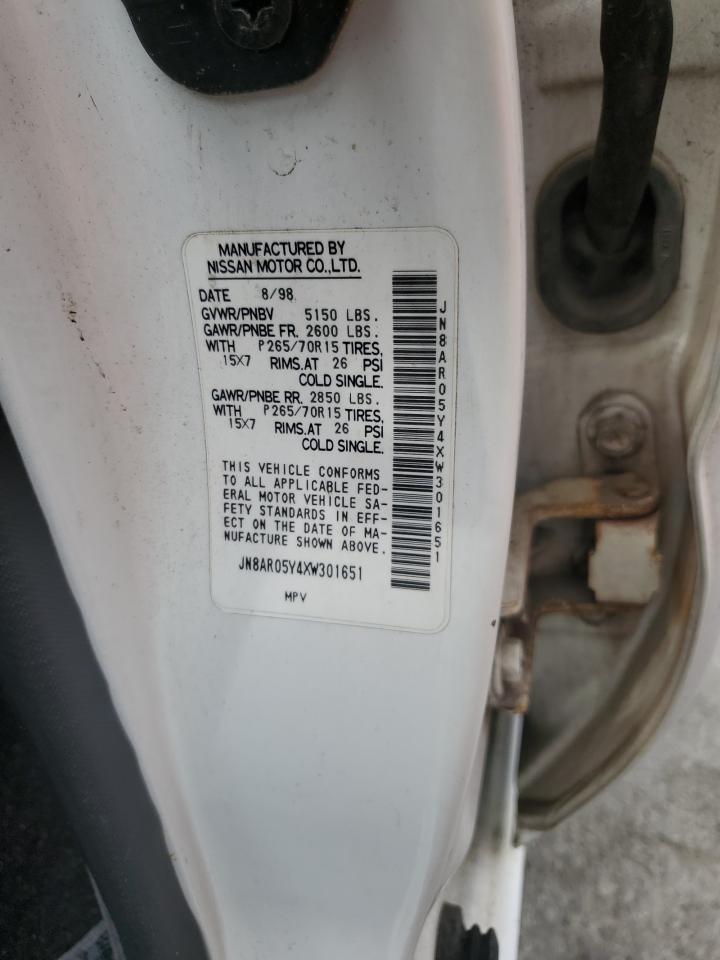 MANUFACTURED BY
NISSAN MOTOR CO.,LTD.
DATE 8/98
GVWR/PNBV 5150 LBS.
GAWR/PNBE FR. 2600 LBS.
WITH P265/70R15 TIRES,
15X7 RIMS.AT 26 PSI
COLD SINGLE.
GAWR/PNBE RR. 2850 LBS.
WITH P265/70R15 TIRES,
15X7 RIMS.AT 26 PSI
COLD SINGLE.
THIS VEHICLE CONFORMS
TO ALL APPLICABLE FED-
ERAL MOTOR VEHICLE SA-
FETY STANDARDS IN EFF-
ECT ON THE DATE OF MA-
NUFACTURE SHOWN ABOVE.
JN8AR05Y4XW301651
MPV
JN8AR05Y4XW301651